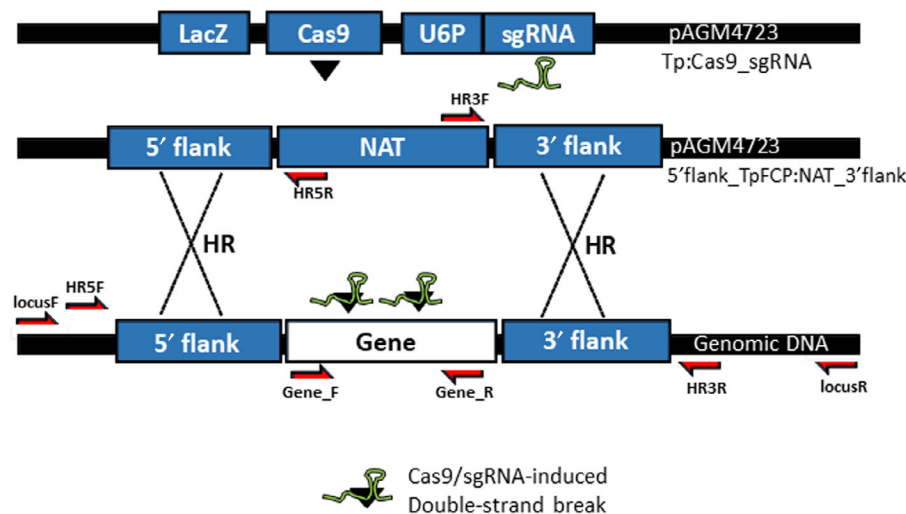 LacZ Cas9 U6P sgRNA pAGM4723
Tp:Cas9_sgRNA
HR3F
5′ flank NAT 3′ flank pAGM4723
5′flank_TpFCP:NAT_3′flank
HR5R
HR HR
locusF HR5F
5′ flank Gene 3′ flank Genomic DNA
Gene_F Gene_R HR3R locusR
Cas9/sgRNA-induced
Double-strand break